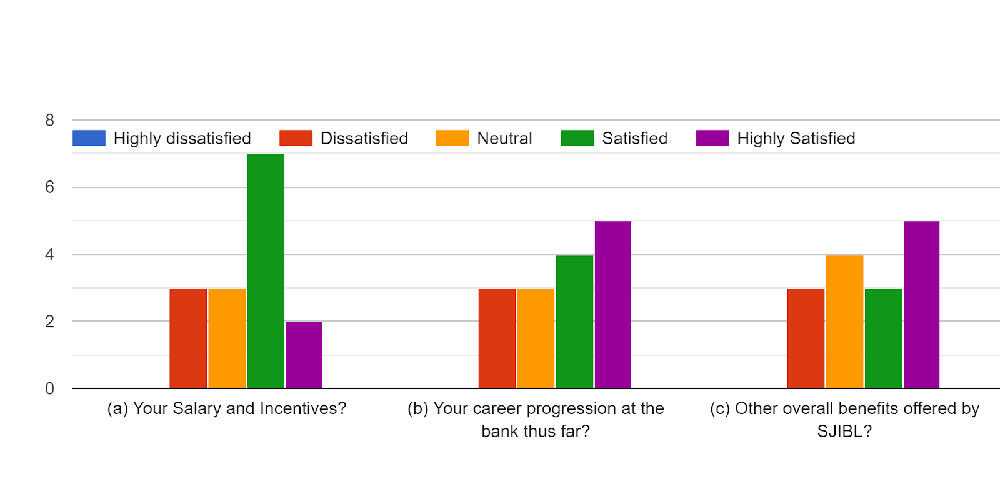 8
Highly dissatisfied Dissatisfied Neutral Satisfied Highly Satisfied
6
4
2
0
(a) Your Salary and Incentives? (b) Your career progression at the (c) Other overall benefits offered by
bank thus far? SJIBL?